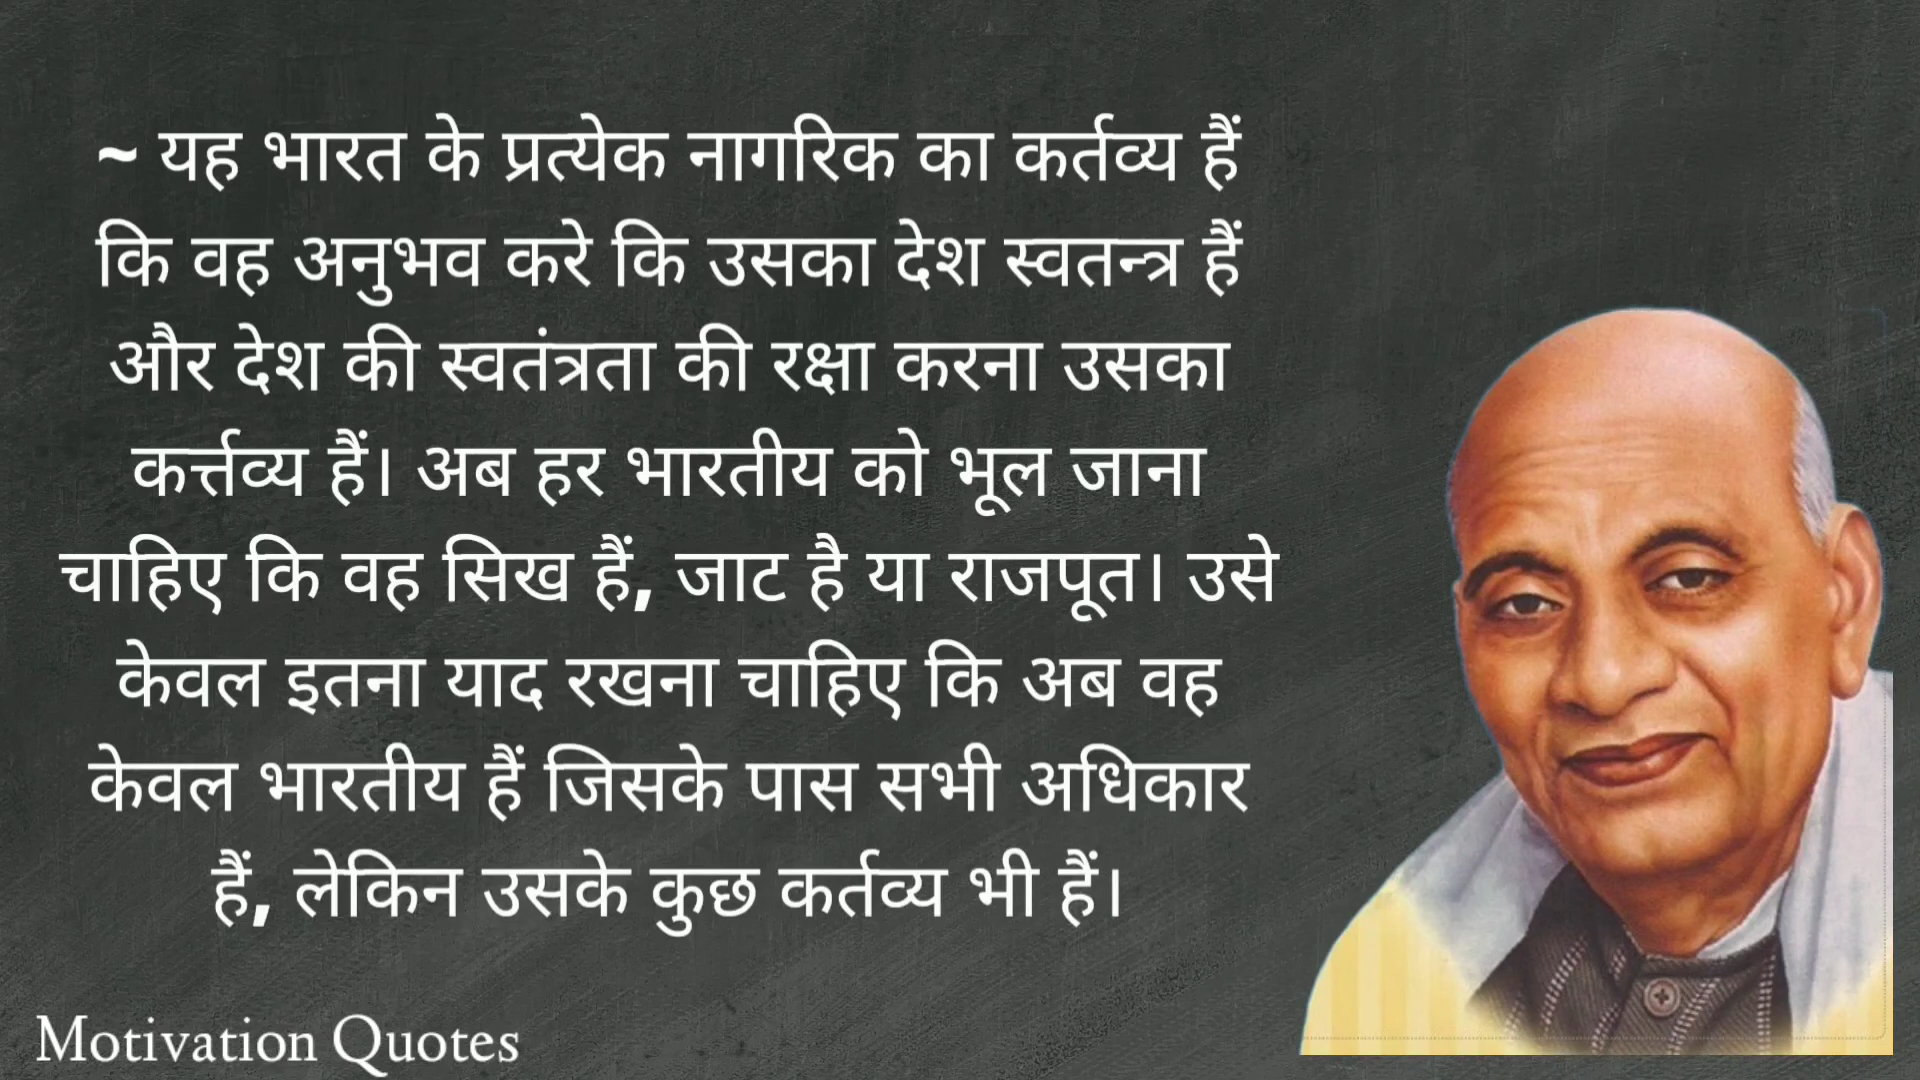 ~ यह भारत के प्रत्येक नागरिक का कर्तव्य हैं
कि वह अनुभव करे कि उसका देश स्वतन्त्र हैं
और देश की स्वतंत्रता की रक्षा करना उसका
कर्त्तव्य हैं। अब हर भारतीय को भूल जाना
चाहिए कि वह सिख हैं, जाट है या राजपूत। उसे
केवल इतना याद रखना चाहिए कि अब वह
केवल भारतीय हैं जिसके पास सभी अधिकार
हैं, लेकिन उसके कुछ कर्तव्य भी हैं।
Motivation Quotes